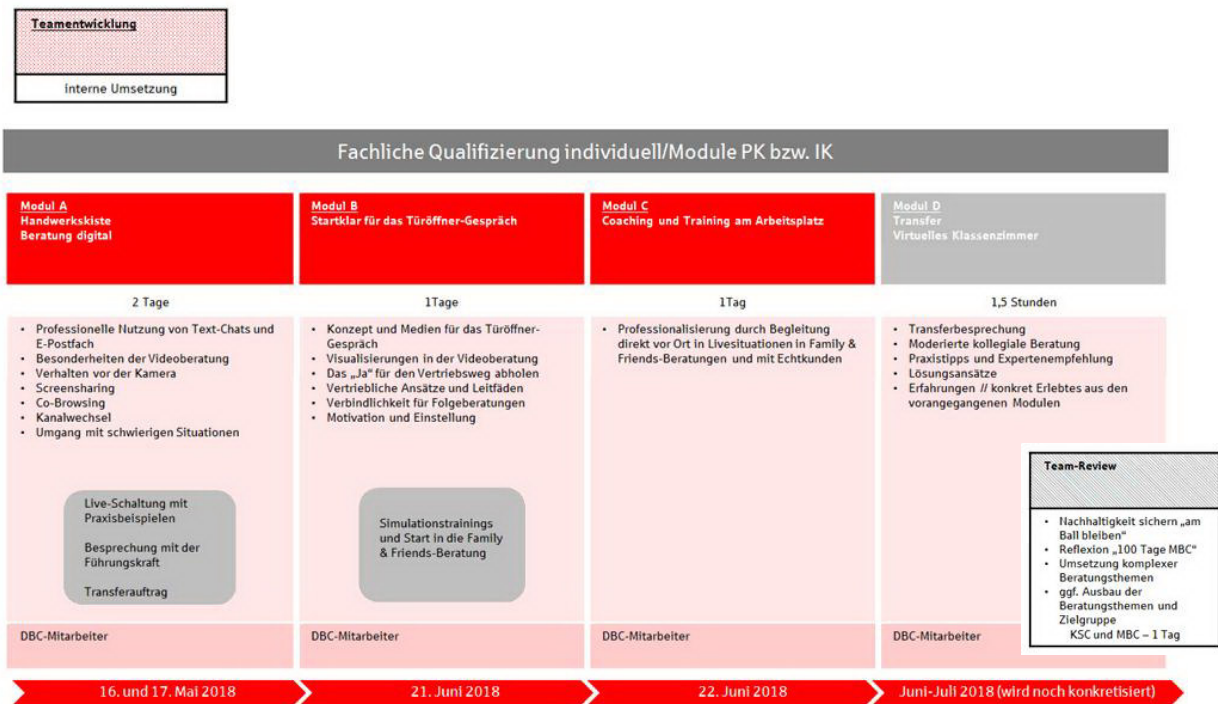 Teamentwicklung
interne Umsetzung
Fachliche Qualifizierung individuell/Module PK bzw. IK
Modul A
Handwerkskiste
Beratung digital
2 Tage
• Professionelle Nutzung von Text-Chats und
E-Postfach
• Besonderheiten der Videoberatung
• Verhalten vor der Kamera
• Screensharing
• Co-Browsing
• Kanalwechsel
• Umgang mit schwierigen Situationen
Live-Schaltung mit
Praxisbeispielen
Besprechung mit der
Führungskraft
Transferauftrag
DBC-Mitarbeiter
16. und 17. Mai 2018
Modul B
Startklar für das Türöffner-Gespräch
1Tage
• Konzept und Medien für das Türöffner-
Gespräch
• Visualisierungen in der Videoberatung
• Das „Ja“ für den Vertriebsweg abholen
• Vertriebliche Ansätze und Leitfäden
• Verbindlichkeit für Folgeberatungen
• Motivation und Einstellung
Simulationstrainings
und Start in die Family
& Friends-Beratung
DBC-Mitarbeiter
21. Juni 2018
Modul C
Coaching und Training am Arbeitsplatz
1Tag
• Professionalisierung durch Begleitung
direkt vor Ort in Livesituationen in Family &
Friends-Beratungen und mit Echtkunden
DBC-Mitarbeiter
22. Juni 2018
Modul D
Transfer
Virtuelles Klassenzimmer
1,5 Stunden
• Transferbesprechung
• Moderierte kollegiale Beratung
• Praxistipps und Expertenempfehlung
• Lösungsansätze
• Erfahrungen // konkret Erlebtes aus den
vorangegangenen Modulen
DBC-Mitarbeiter
Juni-Juli 2018 (wird noch konkretisiert)
Team-Review
• Nachhaltigkeit sichern „am
Ball bleiben“
• Reflexion „100 Tage MBC“
• Umsetzung komplexer
Beratungsthemen
• ggf. Ausbau der
Beratungsthemen und
Zielgruppe
KSC und MBC – 1 Tag